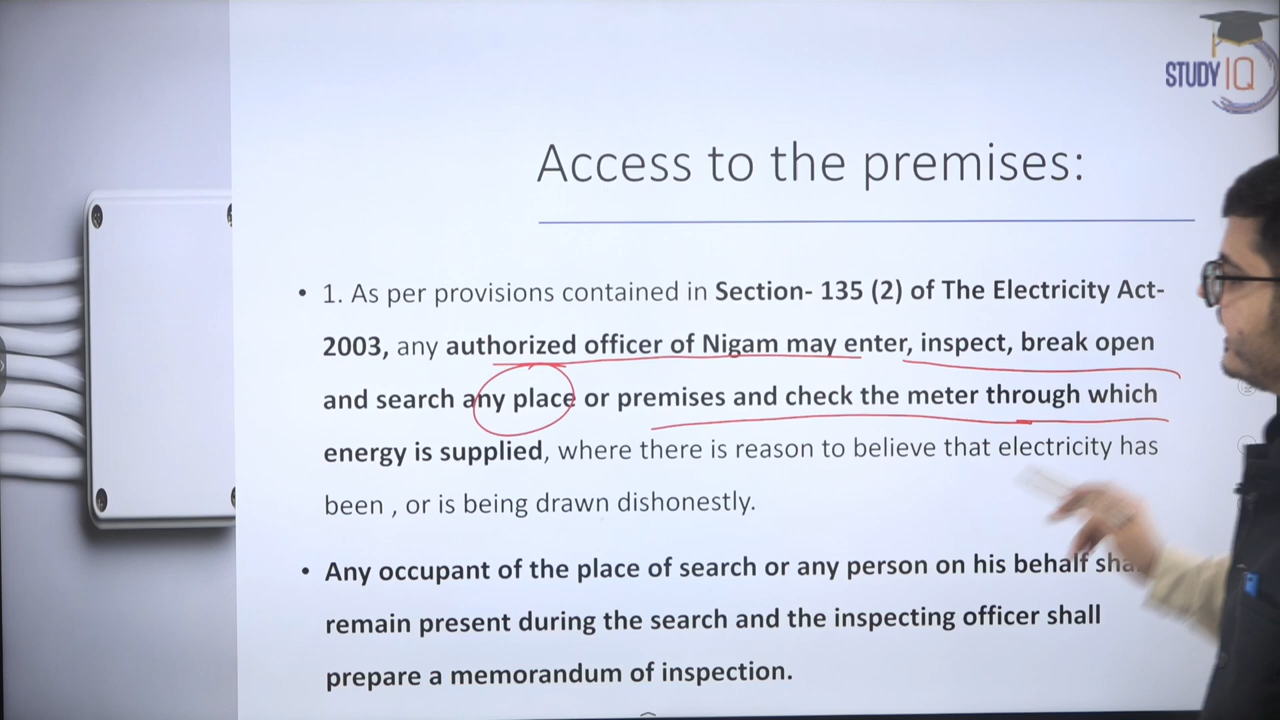 STUDY IQ
Access to the premises:
• 1. As per provisions contained in Section- 135 (2) of The Electricity Act-
2003, any authorized officer of Nigam may enter, inspect, break open
and search any place or premises and check the meter through which
energy is supplied, where there is reason to believe that electricity has
been , or is being drawn dishonestly.
• Any occupant of the place of search or any person on his behalf
remain present during the search and the inspecting officer shall
prepare a memorandum of inspection.